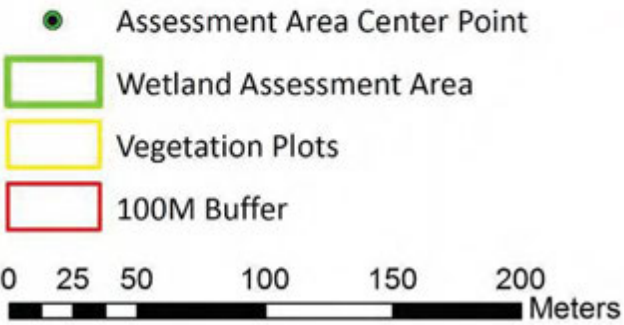 Assessment Area Center Point
Wetland Assessment Area
Vegetation Plots
100M Buffer
0 25 50 100 150 200
Meters